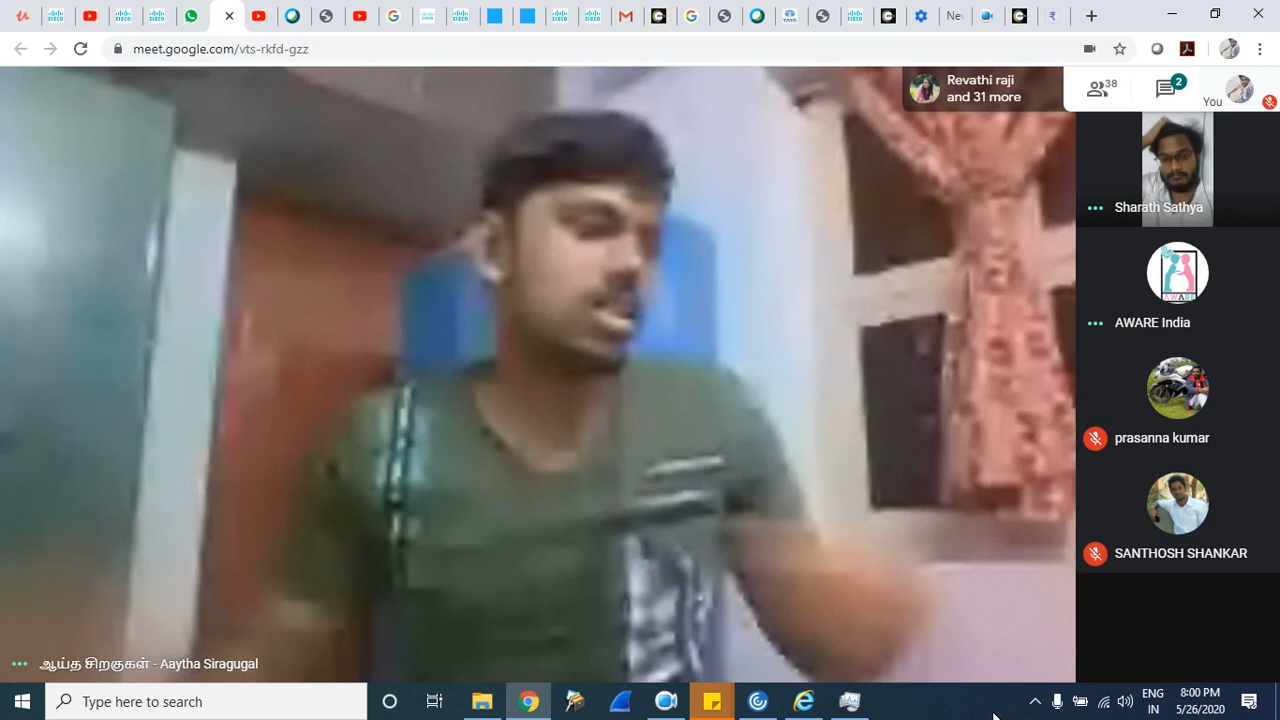 Ne
meet.google.com/vts-rkfd-gzz
Revathi raji
and 31 more
38
2
You
Sharath Sathya
AWARE
AWARE India
prasanna kumar
SANTHOSH SHANKAR
ஆய்த சிறகுகள் - Aaytha Siragugal
Type here to search
ENG
IN
8:00 PM
5/26/2020